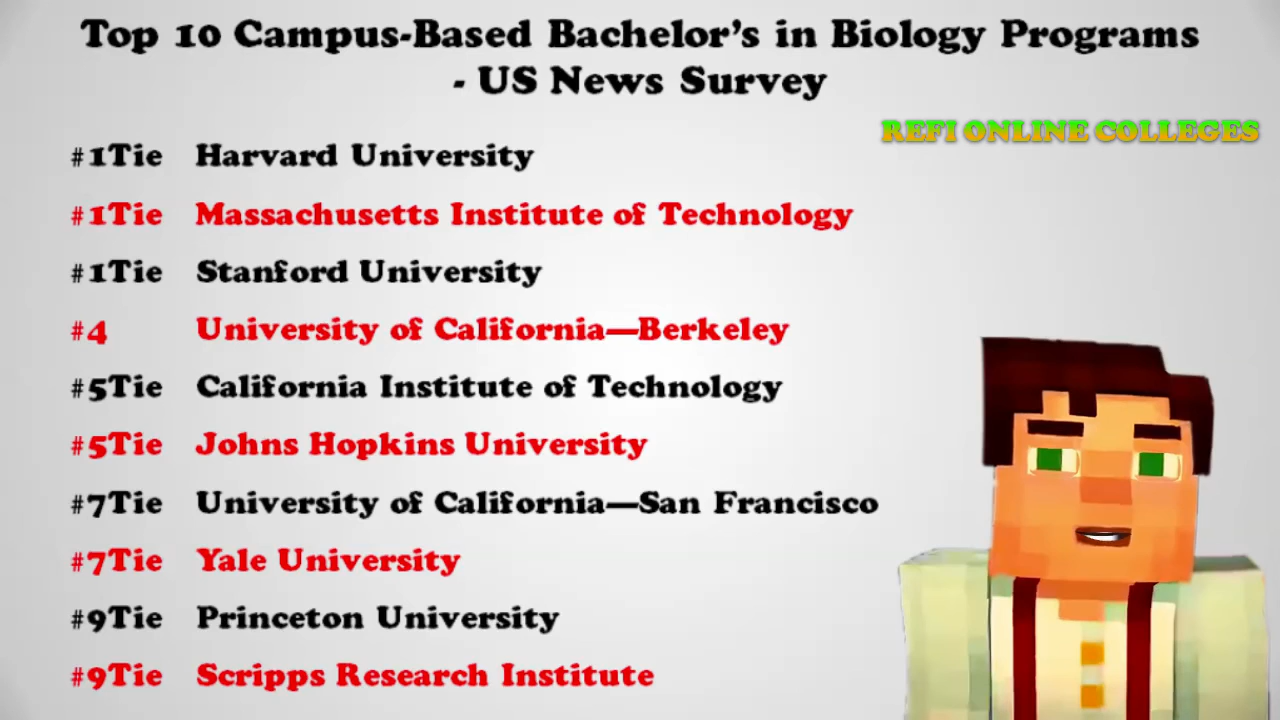 Top 10 Campus-Based Bachelor's in Biology Programs
- US News Survey
REFI ONLINE COLLEGES
#1Tie Harvard University
#1Tie Massachusetts Institute of Technology
#1Tie Stanford University
#4 University of California—Berkeley
#5Tie California Institute of Technology
#5Tie Johns Hopkins University
#7Tie University of California—San Francisco
#7Tie Yale University
#9Tie Princeton University
#9Tie Scripps Research Institute